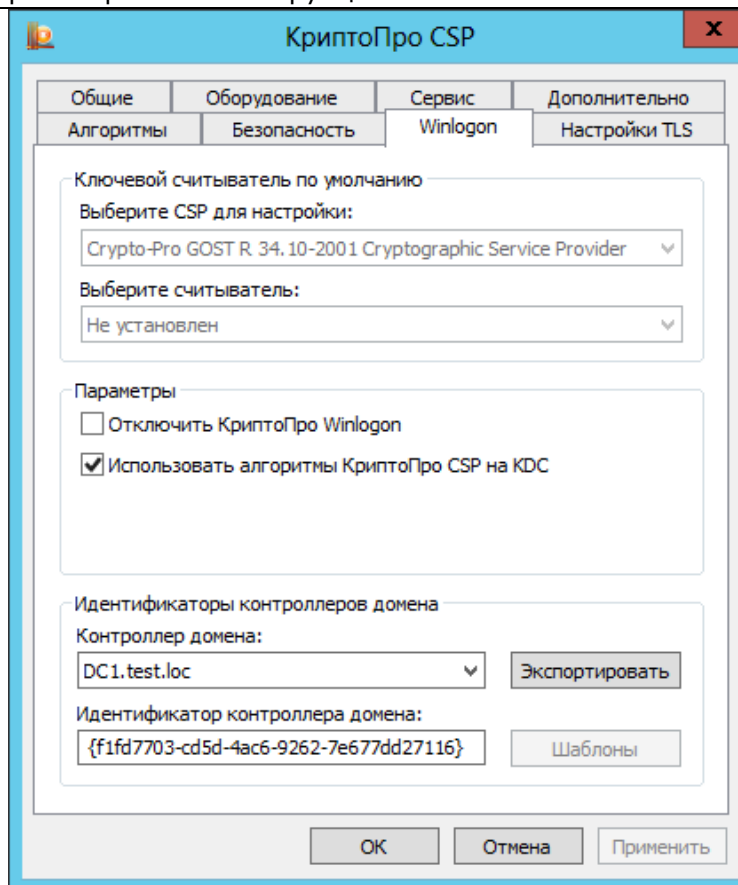 КриптоПро CSP
x
Общие Оборудование Сервис Дополнительно
Алгоритмы Безопасность Winlogon Настройки TLS
Ключевой считыватель по умолчанию
Выберите CSP для настройки:
Crypto-Pro GOST R 34.10-2001 Cryptographic Service Provider
Выберите считыватель:
Не установлен
Параметры
Отключить КриптоПро Winlogon
Использовать алгоритмы КриптоПро CSP на KDC
Идентификаторы контроллеров домена
Контроллер домена:
DC1.test.loc Экспортировать
Идентификатор контроллера домена:
{f1fd7703-cd5d-4ac6-9262-7e677dd27116} Шаблоны
ОК Отмена Применить